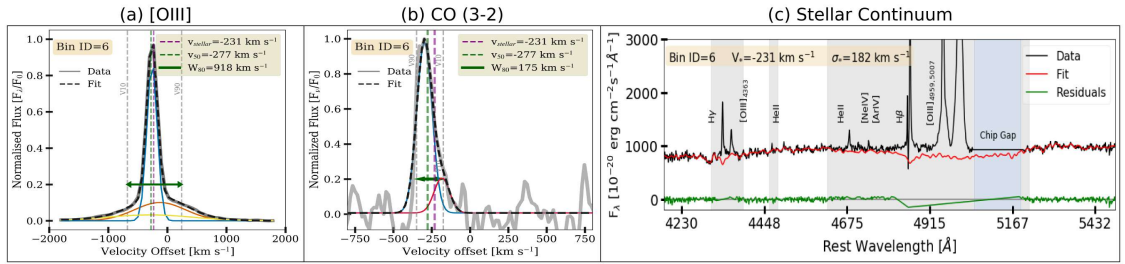 (a) [OIII]
Bin ID=6
v_stellar=-231 km s⁻¹
v₅₀=-277 km s⁻¹
W₈₀=918 km s⁻¹
Data
Fit
V10
V90
Normalised Flux [F_λ/F₀]
1.0
0.8
0.6
0.4
0.2
0.0
−2000 −1000 0 1000 2000
Velocity Offset [km s⁻¹]
(b) CO (3-2)
Bin ID=6
v_stellar=-231 km s⁻¹
v₅₀=-277 km s⁻¹
W₈₀=175 km s⁻¹
Data
Fit
V90
Normalized Flux [F_λ/F₀]
1.0
0.8
0.6
0.4
0.2
0.0
−750 −500 −250 0 250 500 750
Velocity offset [km s⁻¹]
(c) Stellar Continuum
Bin ID=6 V*=-231 km s⁻¹ σ*=182 km s⁻¹
Data
Fit
Residuals
Hγ
[OIII]4363
HeII
HeII
[NeIV]
[ArIV]
Hβ
[OIII]4959,5007
Chip Gap
F_λ [10⁻²⁰ erg cm⁻²s⁻¹Å⁻¹]
3000
2000
1000
0
4230 4448 4675 4915 5167 5432
Rest Wavelength [Å]